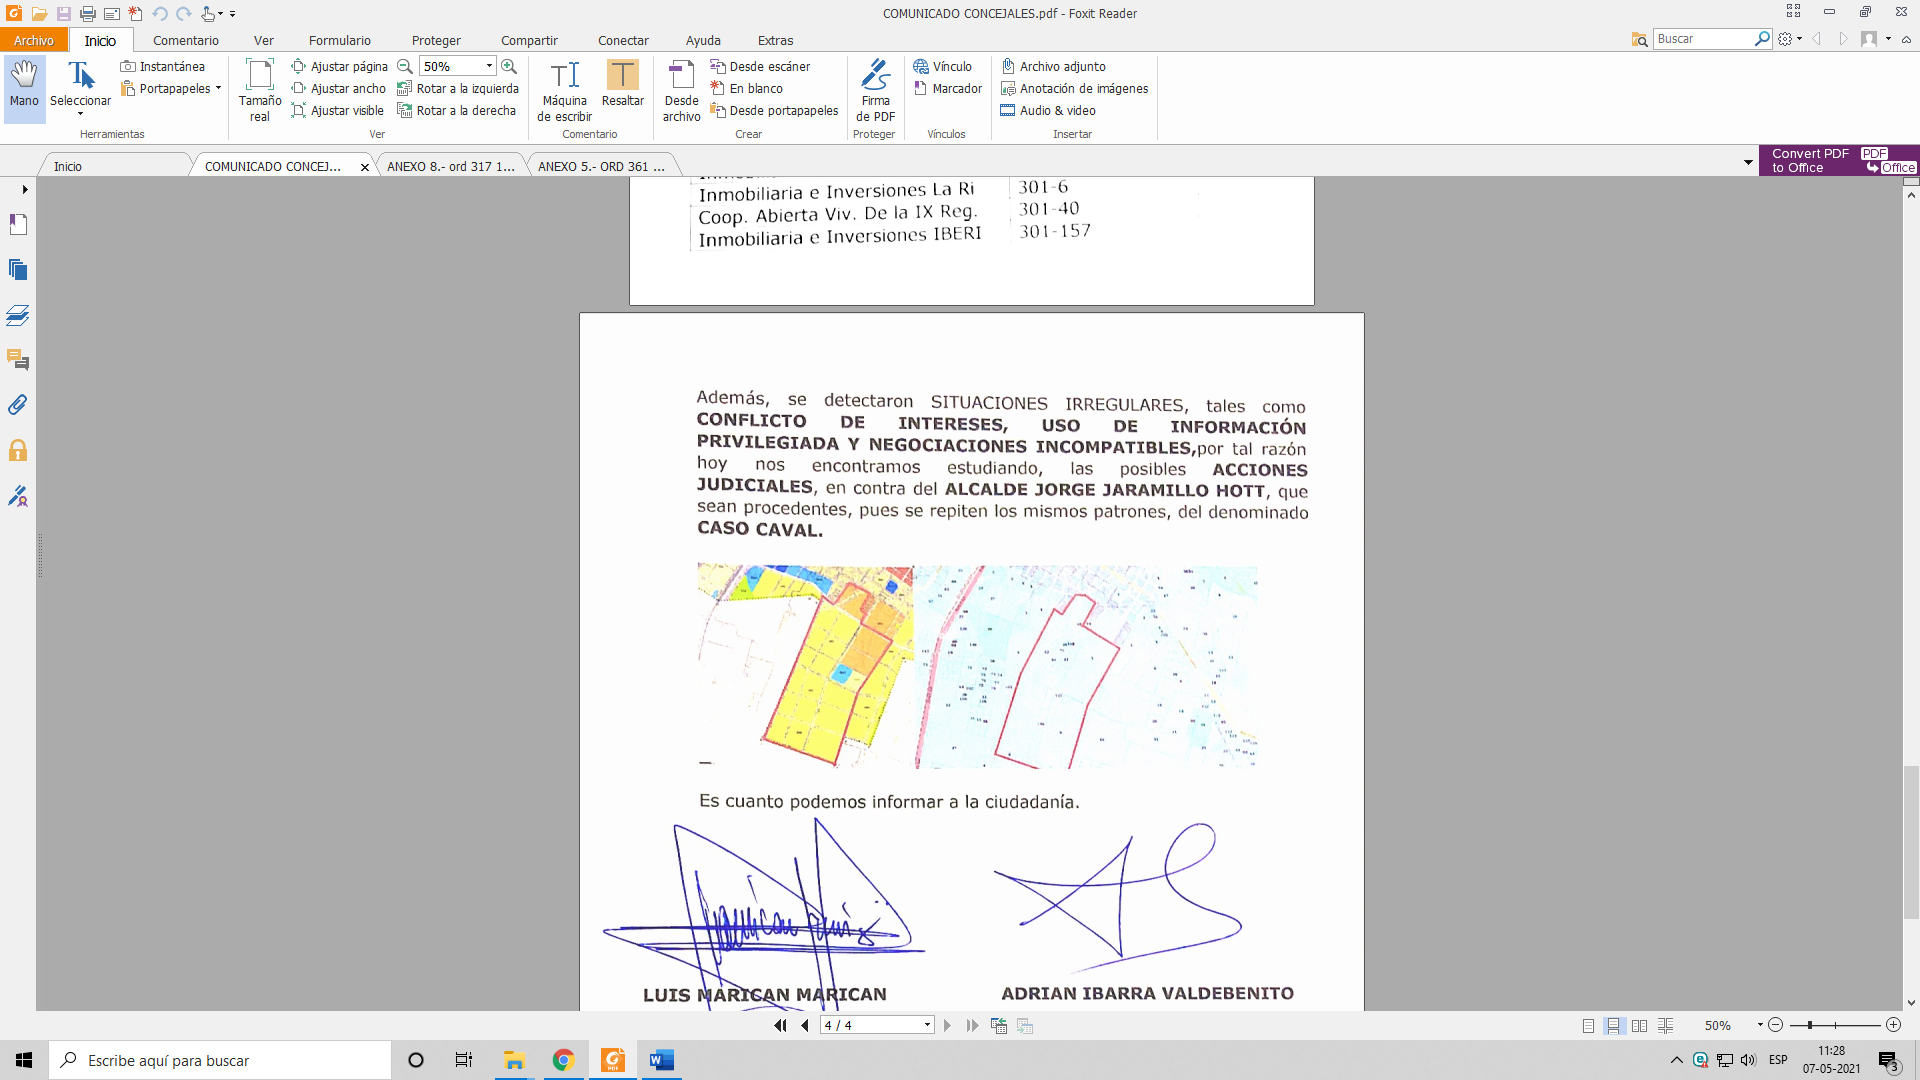 COMUNICADO CONCEJALES.pdf - Foxit Reader
Archivo Inicio Comentario Ver Formulario Proteger Compartir Conectar Ayuda Extras
Buscar
Mano
Seleccionar
Instantánea
Portapapeles
Herramientas
Tamaño
real
Ajustar página
Ajustar ancho
Ajustar visible
50%
Rotar a la izquierda
Rotar a la derecha
Ver
Máquina
de escribir
Resaltar
Comentario
Desde
archivo
Desde escáner
En blanco
Desde portapapeles
Crear
Firma
de PDF
Proteger
Vínculo
Marcador
Vínculos
Archivo adjunto
Anotación de imágenes
Audio & video
Insertar
Inicio
COMUNICADO CONCEJ...
ANEXO 8.- ord 317 1...
ANEXO 5.- ORD 361 ...
Convert PDF
to Office
PDF
Office
Inmobiliaria e Inversiones La Ri 301-6
Coop. Abierta Viv. De la IX Reg. 301-40
Inmobiliaria e Inversiones IBERI 301-157
Además, se detectaron SITUACIONES IRREGULARES, tales como
CONFLICTO DE INTERESES, USO DE INFORMACIÓN
PRIVILEGIADA Y NEGOCIACIONES INCOMPATIBLES,por tal razón
hoy nos encontramos estudiando, las posibles ACCIONES
JUDICIALES, en contra del ALCALDE JORGE JARAMILLO HOTT, que
sean procedentes, pues se repiten los mismos patrones, del denominado
CASO CAVAL.
Es cuanto podemos informar a la ciudadanía.
LUIS MARICAN MARICAN
ADRIAN IBARRA VALDEBENITO
4 / 4
50%
Escribe aquí para buscar
ESP
11:28
07-05-2021
3